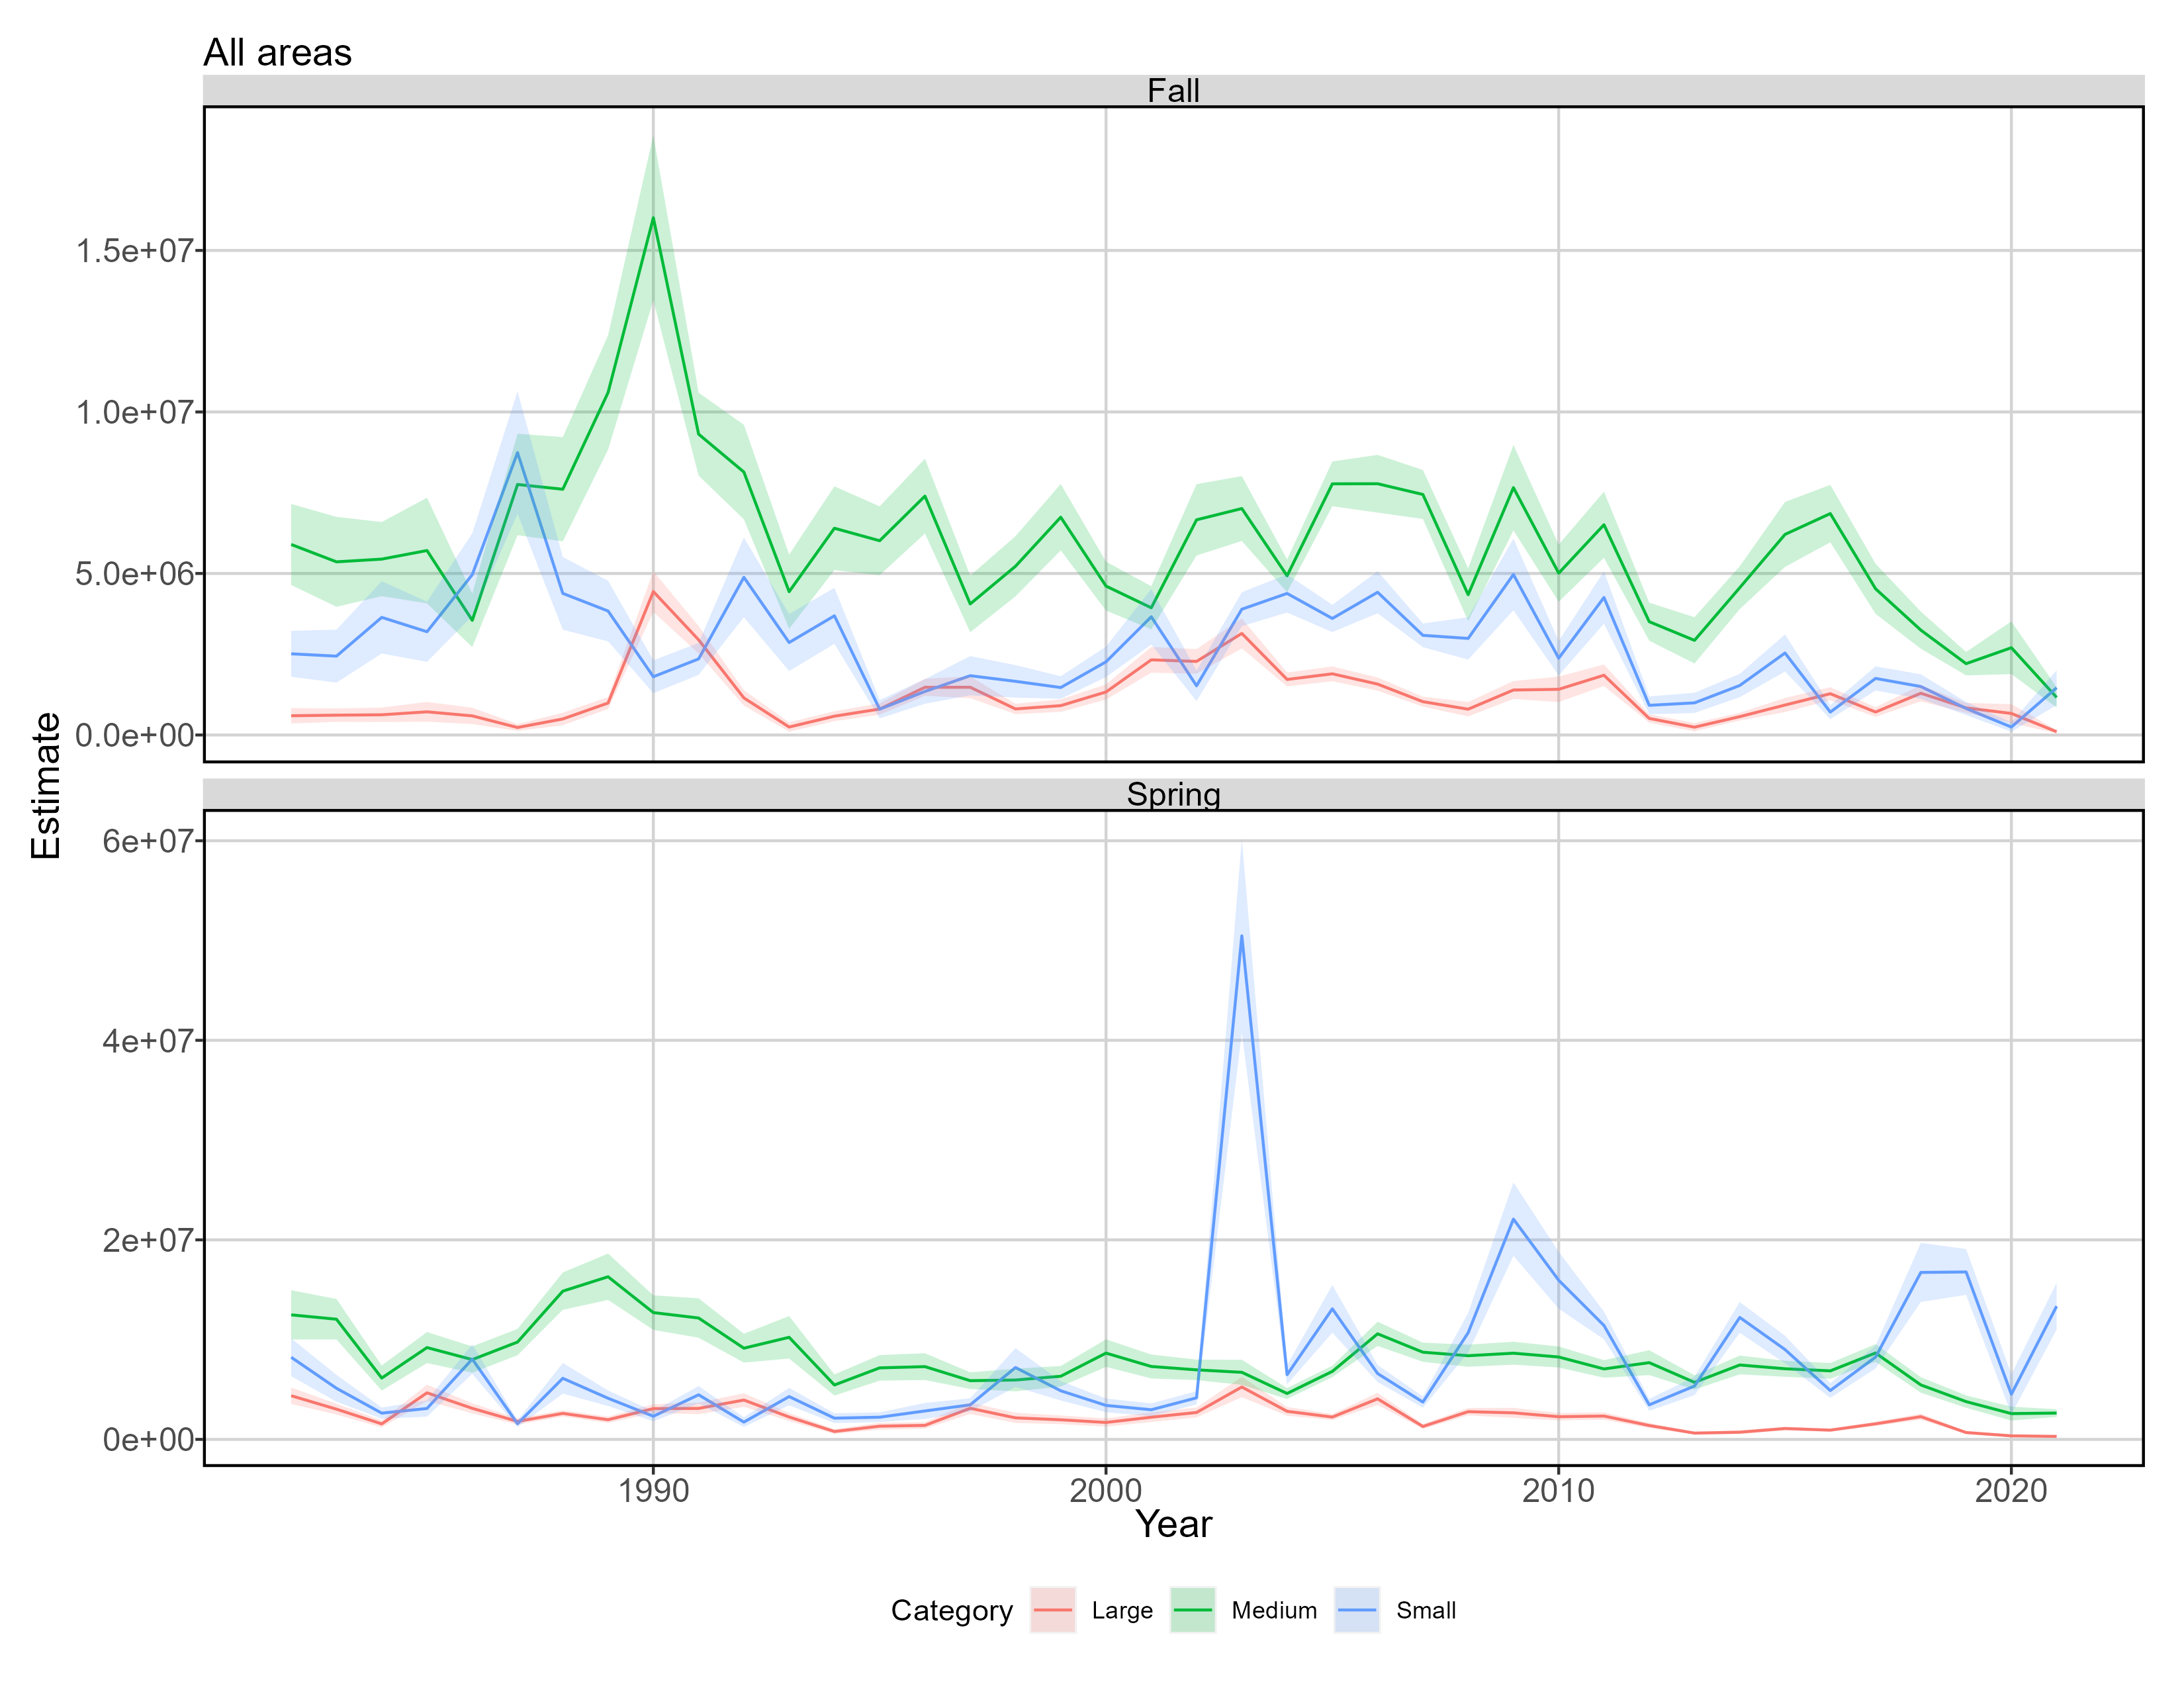 All areas
Fall
1.5e+07
1.0e+07
5.0e+06
0.0e+00
Spring
6e+07
4e+07
2e+07
0e+00
Estimate
1990 2000 2010 2020
Year
Category Large Medium Small